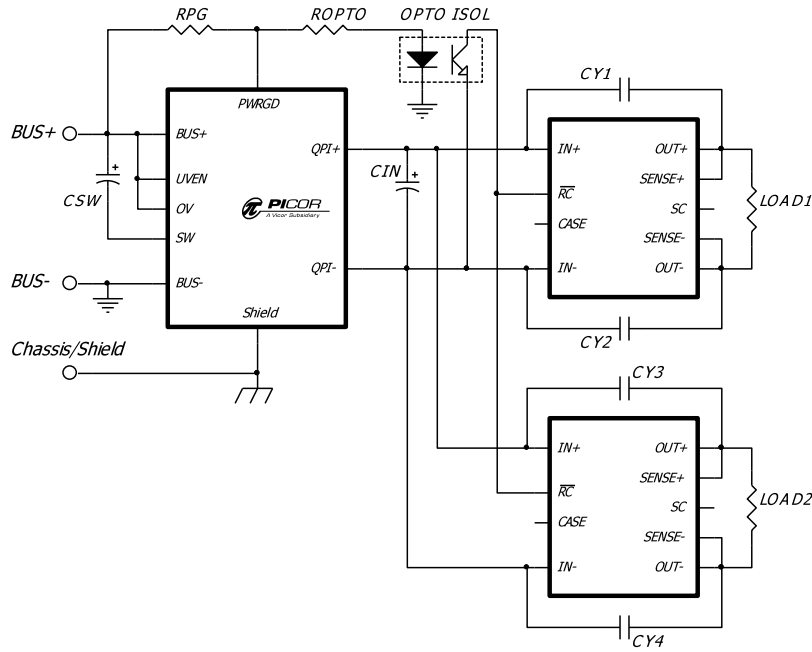 RPG
ROPTO
OPTO ISOL
PWRGD
BUS+
BUS+
UVEN
OV
SW
BUS-
BUS-
CSW
QPI+
QPI-
PICOR
A Vicor Subsidiary
Shield
Chassis/Shield
CIN
CY1
IN+
RC
CASE
IN-
OUT+
SENSE+
SC
SENSE-
OUT-
LOAD1
CY2
CY3
IN+
RC
CASE
IN-
OUT+
SENSE+
SC
SENSE-
OUT-
LOAD2
CY4